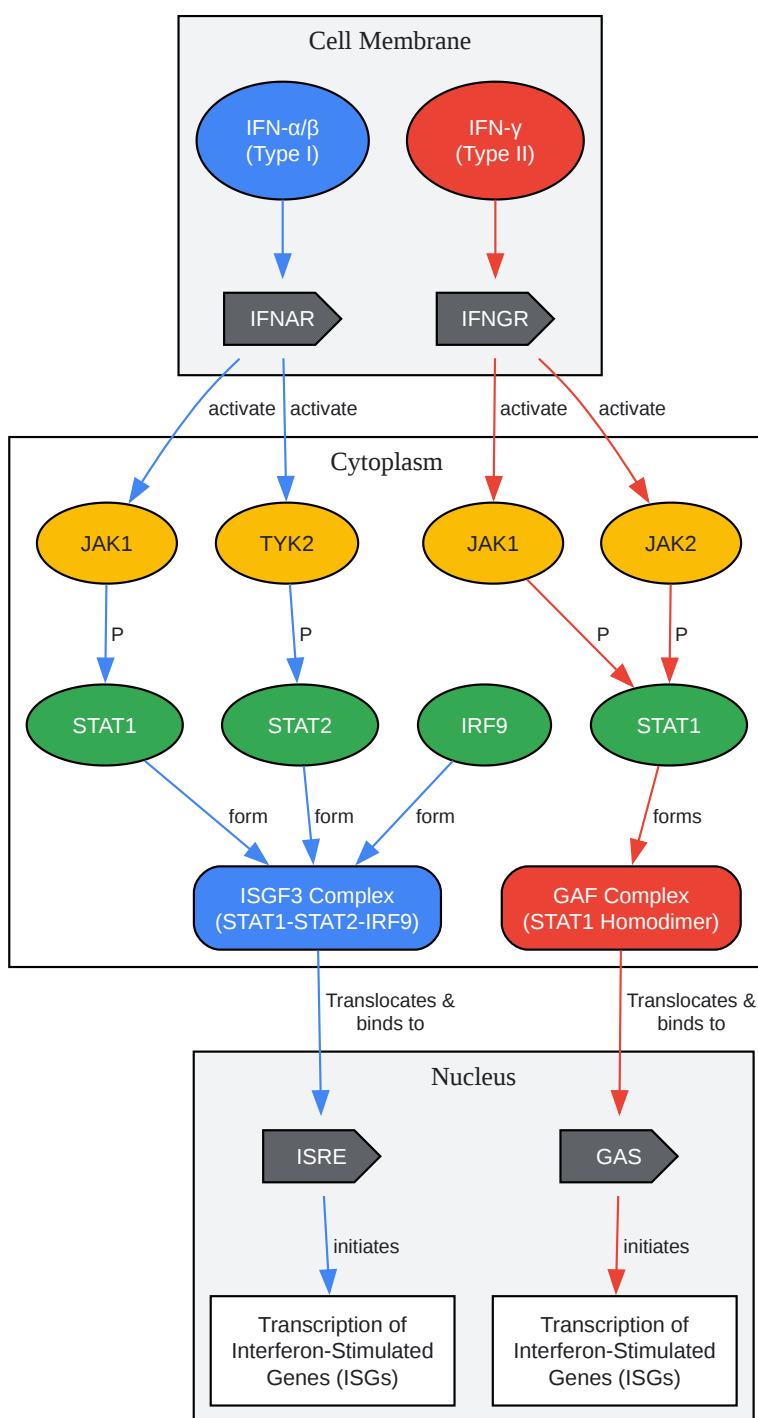 Cell Membrane
IFN-α/β
(Type I)
IFN-γ
(Type II)
IFNAR
IFNGR
activate
activate
activate
activate
Cytoplasm
JAK1
TYK2
JAK1
JAK2
P
P
P
P
STAT1
STAT2
IRF9
STAT1
form
form
form
forms
ISGF3 Complex
(STAT1-STAT2-IRF9)
GAF Complex
(STAT1 Homodimer)
Translocates &
binds to
Translocates &
binds to
Nucleus
ISRE
GAS
initiates
initiates
Transcription of
Interferon-Stimulated
Genes (ISGs)
Transcription of
Interferon-Stimulated
Genes (ISGs)